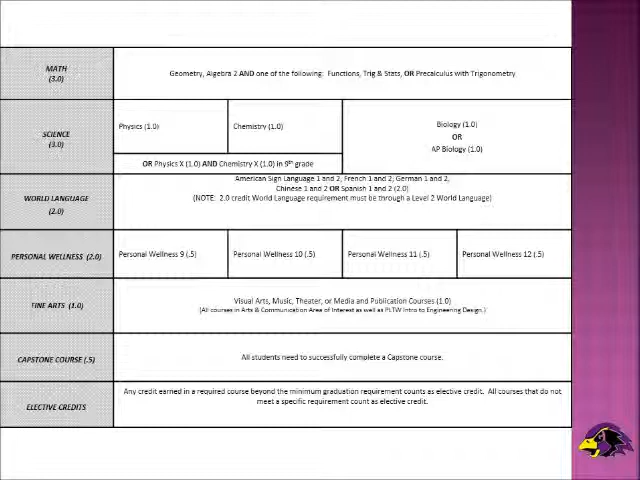 MATH
(3.0)
Geometry, Algebra 2 AND one of the following: Functions, Trig & Stats, OR Precalculus with Trigonometry
SCIENCE
(3.0)
Physics (1.0)
Chemistry (1.0)
OR Physics X (1.0) AND Chemistry X (1.0) in 9th grade
Biology (1.0)
OR
AP Biology (1.0)
WORLD LANGUAGE
(2.0)
American Sign Language 1 and 2, French 1 and 2, German 1 and 2,
Chinese 1 and 2 OR Spanish 1 and 2 (2.0)
(NOTE: 2.0 credit World Language requirement must be through a Level 2 World Language)
PERSONAL WELLNESS (2.0)
Personal Wellness 9 (.5)
Personal Wellness 10 (.5)
Personal Wellness 11 (.5)
Personal Wellness 12 (.5)
FINE ARTS (1.0)
Visual Arts, Music, Theater, or Media and Publication Courses (1.0)
(All courses in Arts & Communication Area of Interest as well as PLTW Intro to Engineering Design.)
CAPSTONE COURSE (.5)
All students need to successfully complete a Capstone course.
ELECTIVE CREDITS
Any credit earned in a required course beyond the minimum graduation requirement counts as elective credit. All courses that do not
meet a specific requirement count as elective credit.